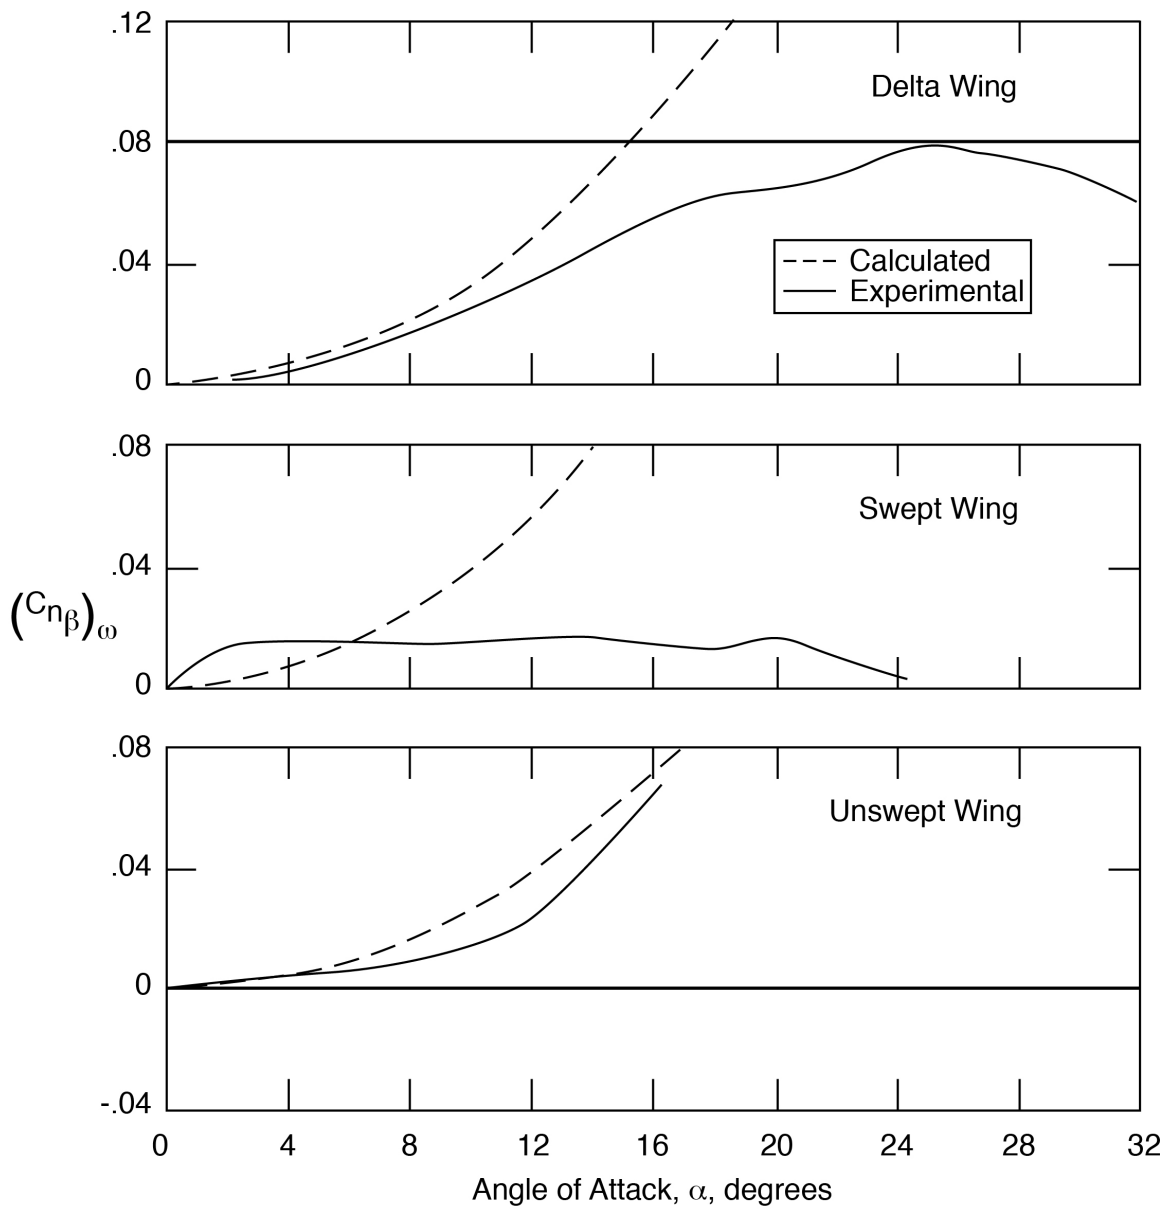 .12
Delta Wing
.08
.04
Calculated
Experimental
0
.08
Swept Wing
.04
(Cnβ)ω
0
.08
Unswept Wing
.04
0
-.04
0 4 8 12 16 20 24 28 32
Angle of Attack, α, degrees